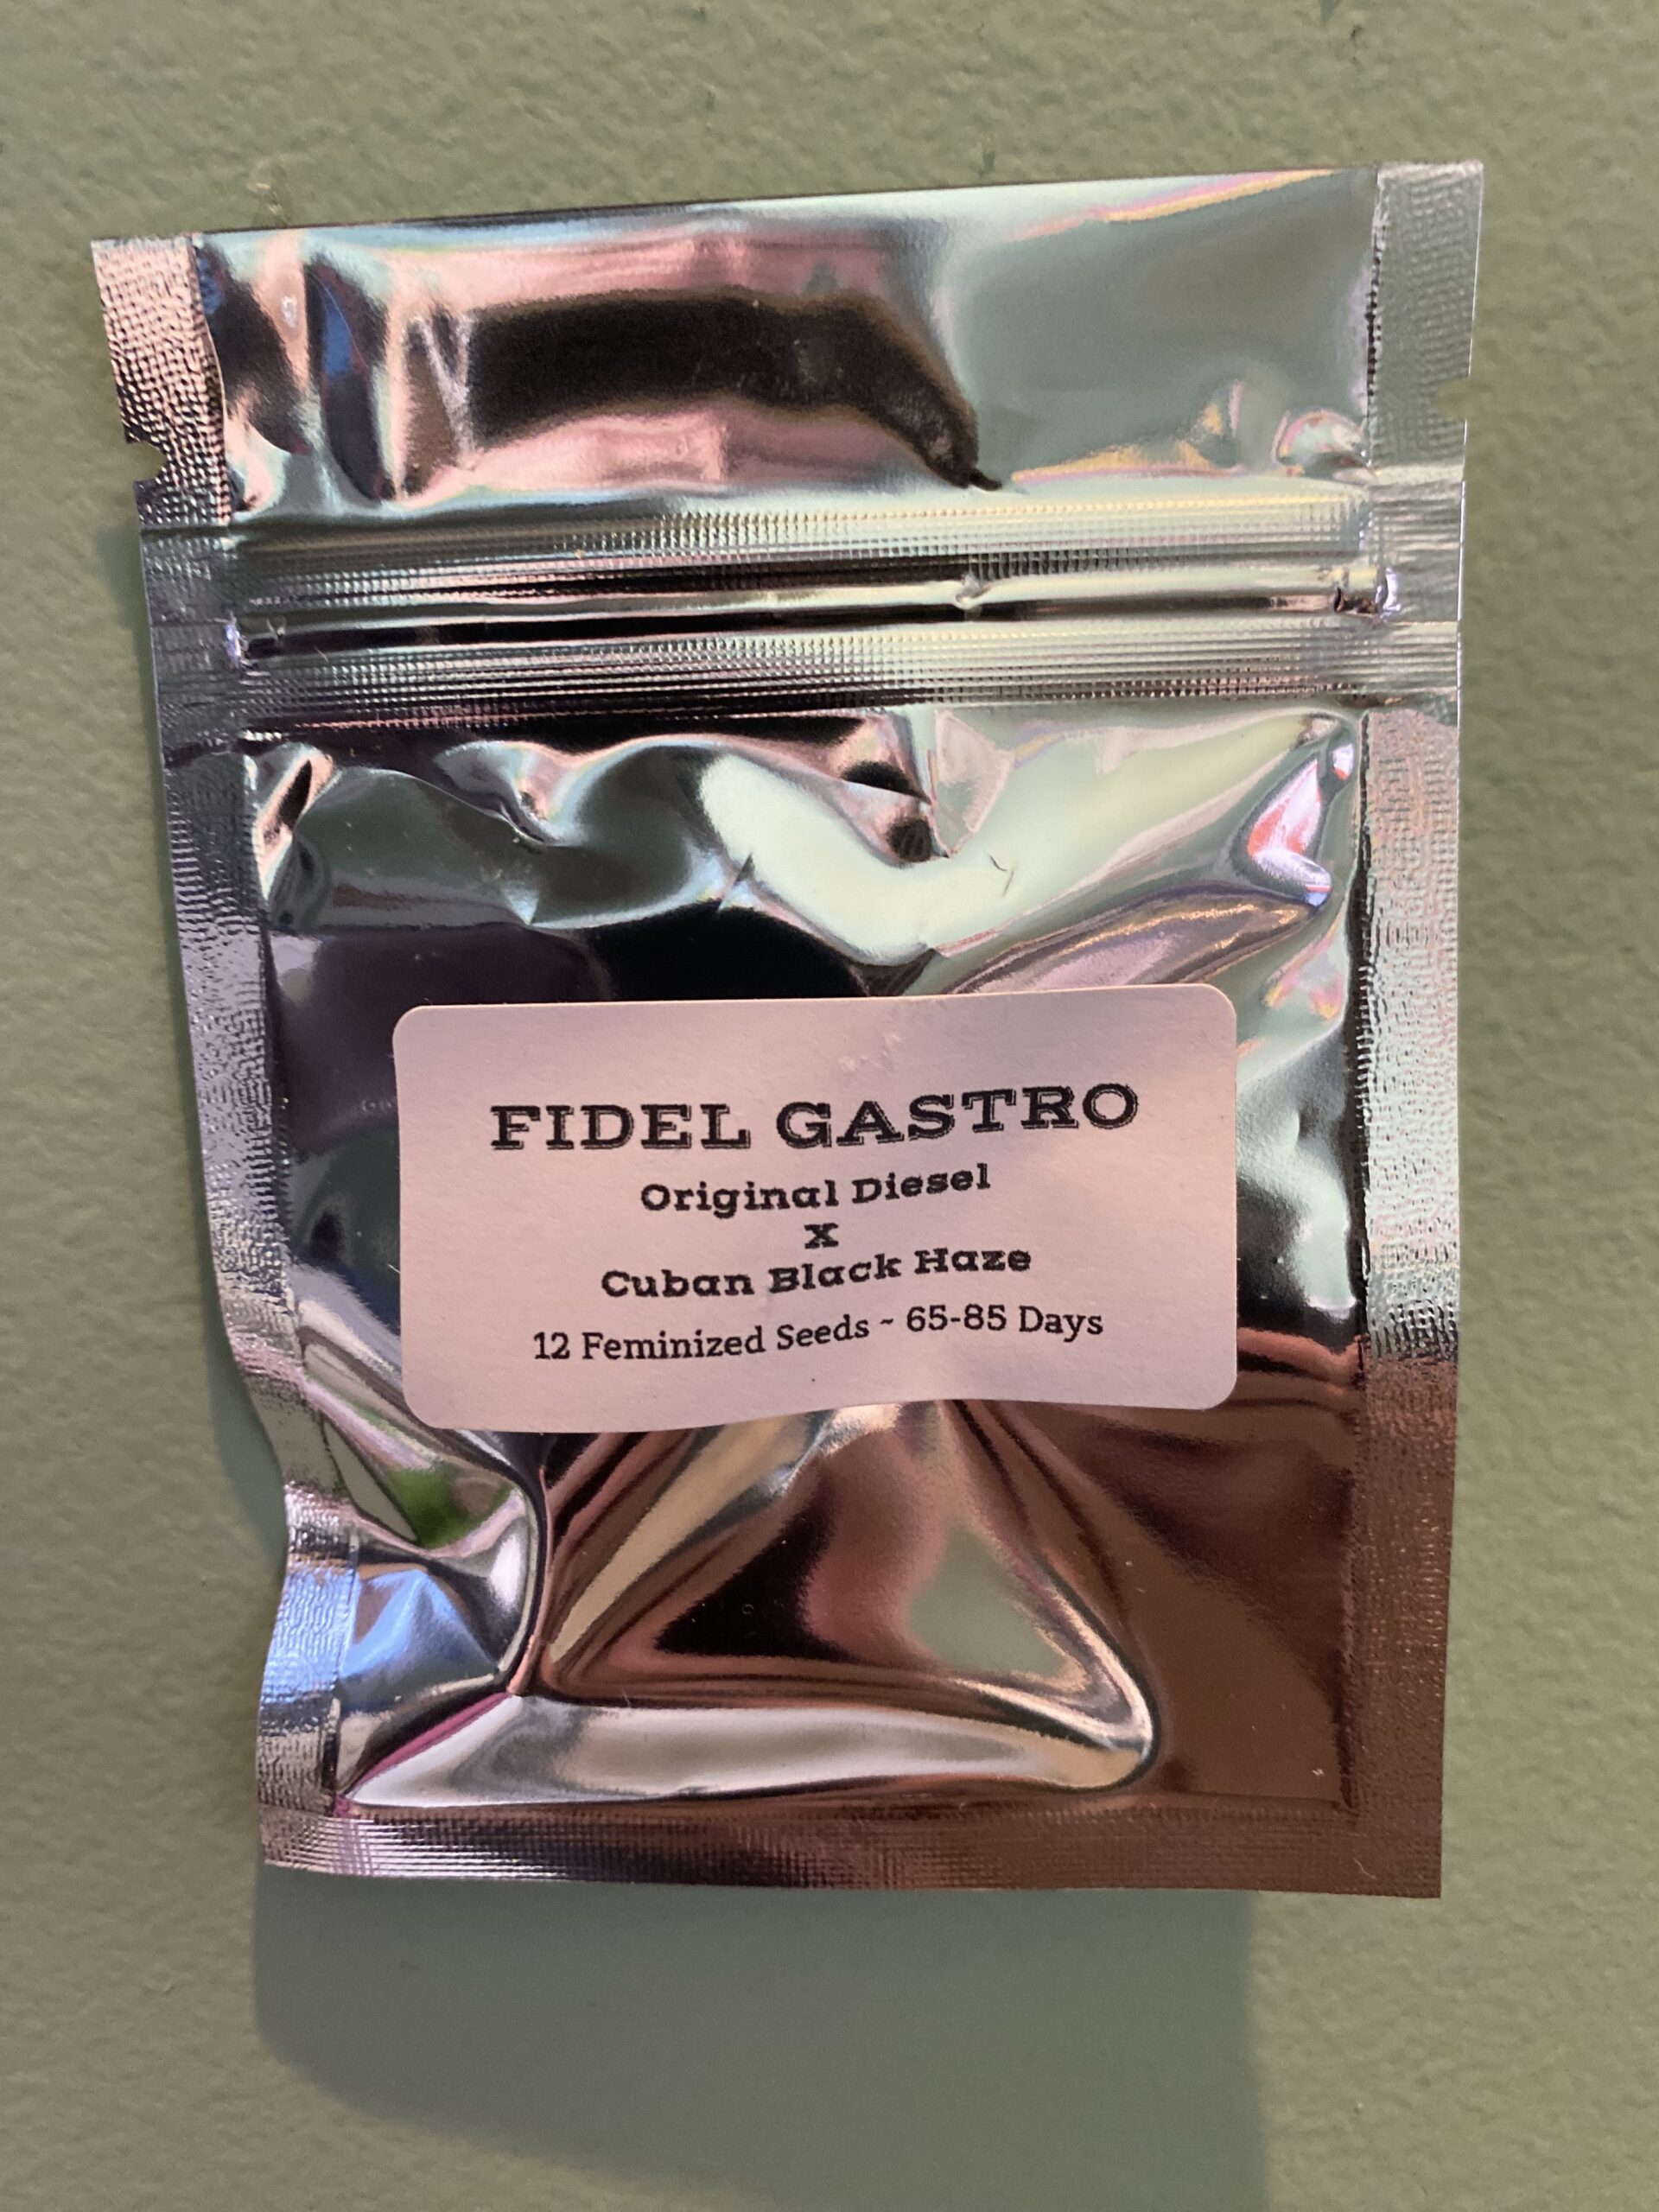 FIDEL GASTRO
Original Diesel
X
Cuban Black Haze
12 Feminized Seeds ~ 65-85 Days